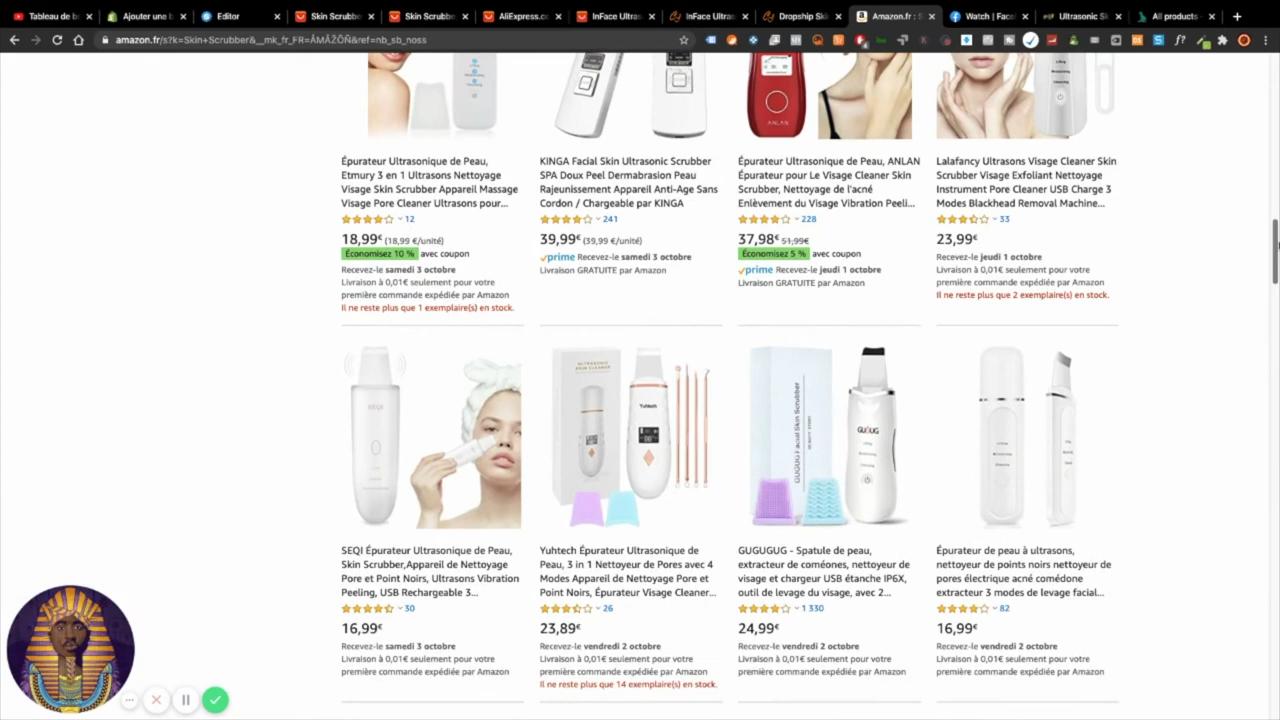 Tableau de b
Ajouter une b
Editor
Skin Scrubbe
Skin Scrubbe
AliExpress.co
InFace Ultras
InFace Ultras
Dropship Ski
Amazon.fr : S
Watch | Face
Ultrasonic Sk
All products
amazon.fr/s?k=Skin+Scrubber&__mk_fr_FR=ÅMÅŽÕÑ&ref=nb_sb_noss
ANLAN
Épurateur Ultrasonique de Peau,
Etmury 3 en 1 Ultrasons Nettoyage
Visage Skin Scrubber Appareil Massage
Visage Pore Cleaner Ultrasons pour...
12
18,99€ (18,99 €/unité)
Économisez 10 % avec coupon
Recevez-le samedi 3 octobre
Livraison à 0,01€ seulement pour votre
première commande expédiée par Amazon
Il ne reste plus que 1 exemplaire(s) en stock.
KINGA Facial Skin Ultrasonic Scrubber
SPA Doux Peel Dermabrasion Peau
Rajeunissement Appareil Anti-Age Sans
Cordon / Chargeable par KINGA
241
39,99€ (39,99 €/unité)
prime Recevez-le samedi 3 octobre
Livraison GRATUITE par Amazon
Épurateur Ultrasonique de Peau, ANLAN
Épurateur pour Le Visage Cleaner Skin
Scrubber, Nettoyage de l'acné
Enlèvement du Visage Vibration Peeli...
228
37,98€ 51,99€
Économisez 5 % avec coupon
prime Recevez-le jeudi 1 octobre
Livraison GRATUITE par Amazon
Lalafancy Ultrasons Visage Cleaner Skin
Scrubber Visage Exfoliant Nettoyage
Instrument Pore Cleaner USB Charge 3
Modes Blackhead Removal Machine...
33
23,99€
Recevez-le jeudi 1 octobre
Livraison à 0,01€ seulement pour votre
première commande expédiée par Amazon
Il ne reste plus que 2 exemplaire(s) en stock.
SEQI
ULTRASONIC
SKIN CLEANER
Yuhtech
GUGUG Facial Skin Scrubber
GUGUG
SEQI Épurateur Ultrasonique de Peau,
Skin Scrubber,Appareil de Nettoyage
Pore et Point Noirs, Ultrasons Vibration
Peeling, USB Rechargeable 3...
30
16,99€
Recevez-le samedi 3 octobre
Livraison à 0,01€ seulement pour votre
première commande expédiée par Amazon
Yuhtech Épurateur Ultrasonique de
Peau, 3 in 1 Nettoyeur de Pores avec 4
Modes Appareil de Nettoyage Pore et
Point Noirs, Épurateur Visage Cleaner...
26
23,89€
Recevez-le vendredi 2 octobre
Livraison à 0,01€ seulement pour votre
première commande expédiée par Amazon
Il ne reste plus que 14 exemplaire(s) en stock.
GUGUGUG - Spatule de peau,
extracteur de coméones, nettoyeur de
visage et chargeur USB étanche IP6X,
outil de levage du visage, avec 2...
1 330
24,99€
Recevez-le vendredi 2 octobre
Livraison à 0,01€ seulement pour votre
première commande expédiée par Amazon
Épurateur de peau à ultrasons,
nettoyeur de points noirs nettoyeur de
pores électrique acné comédone
extracteur 3 modes de levage facial...
82
16,99€
Recevez-le vendredi 2 octobre
Livraison à 0,01€ seulement pour votre
première commande expédiée par Amazon